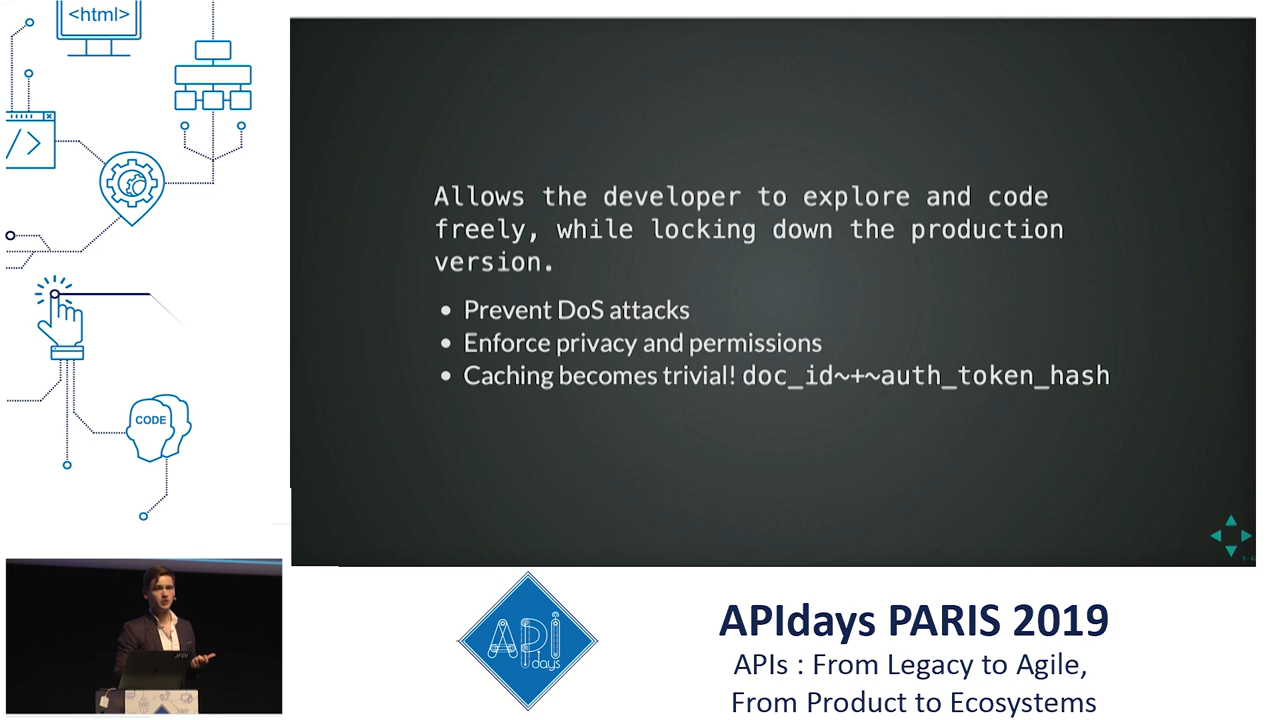 <html>
</>
Allows the developer to explore and code
freely, while locking down the production
version.
• Prevent DoS attacks
• Enforce privacy and permissions
• Caching becomes trivial! doc_id~+~auth_token_hash
CODE
API
days
APIdays PARIS 2019
APIs : From Legacy to Agile,
From Product to Ecosystems